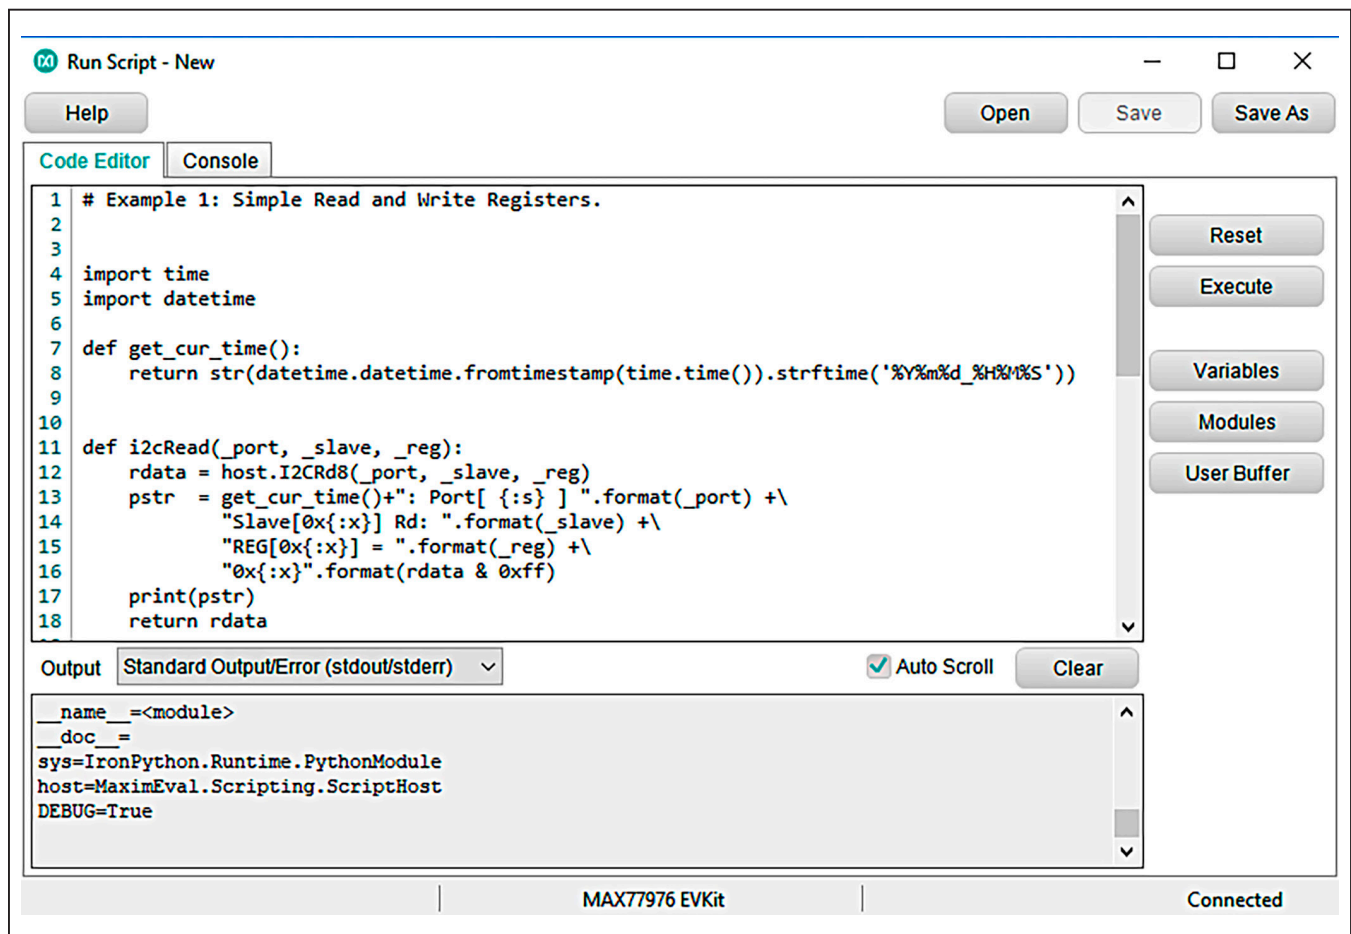 Run Script - New
Help
Open
Save
Save As
Code Editor
Console
1 # Example 1: Simple Read and Write Registers.
2
3
4 import time
5 import datetime
6
7 def get_cur_time():
8     return str(datetime.datetime.fromtimestamp(time.time()).strftime('%Y%m%d_%H%M%S'))
9
10
11 def i2cRead(_port, _slave, _reg):
12     rdata = host.I2CRd8(_port, _slave, _reg)
13     pstr  = get_cur_time()+": Port[ {:s} ] ".format(_port) +\
14             "Slave[0x{:x}] Rd: ".format(_slave) +\
15             "REG[0x{:x}] = ".format(_reg) +\
16             "0x{:x}".format(rdata & 0xff)
17     print(pstr)
18     return rdata
Reset
Execute
Variables
Modules
User Buffer
Output
Standard Output/Error (stdout/stderr)
Auto Scroll
Clear
__name__=<module>
__doc__=
sys=IronPython.Runtime.PythonModule
host=MaximEval.Scripting.ScriptHost
DEBUG=True
MAX77976 EVKit
Connected